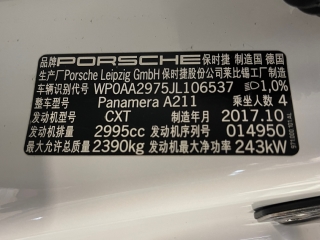 品牌 PORSCHE 保时捷 制造国 德国
生产厂 Porsche Leipzig GmbH 保时捷股份公司莱比锡工厂制造
车辆识别代号 WP0AA2975JL106537 1,0%
整车型号 Panamera A211 乘坐人数 4
发动机型号 CXT 制造年月 2017.10
发动机排量 2995cc 发动机序列号 014950
最大允许总质量 2390kg 发动机最大净功率 243kW